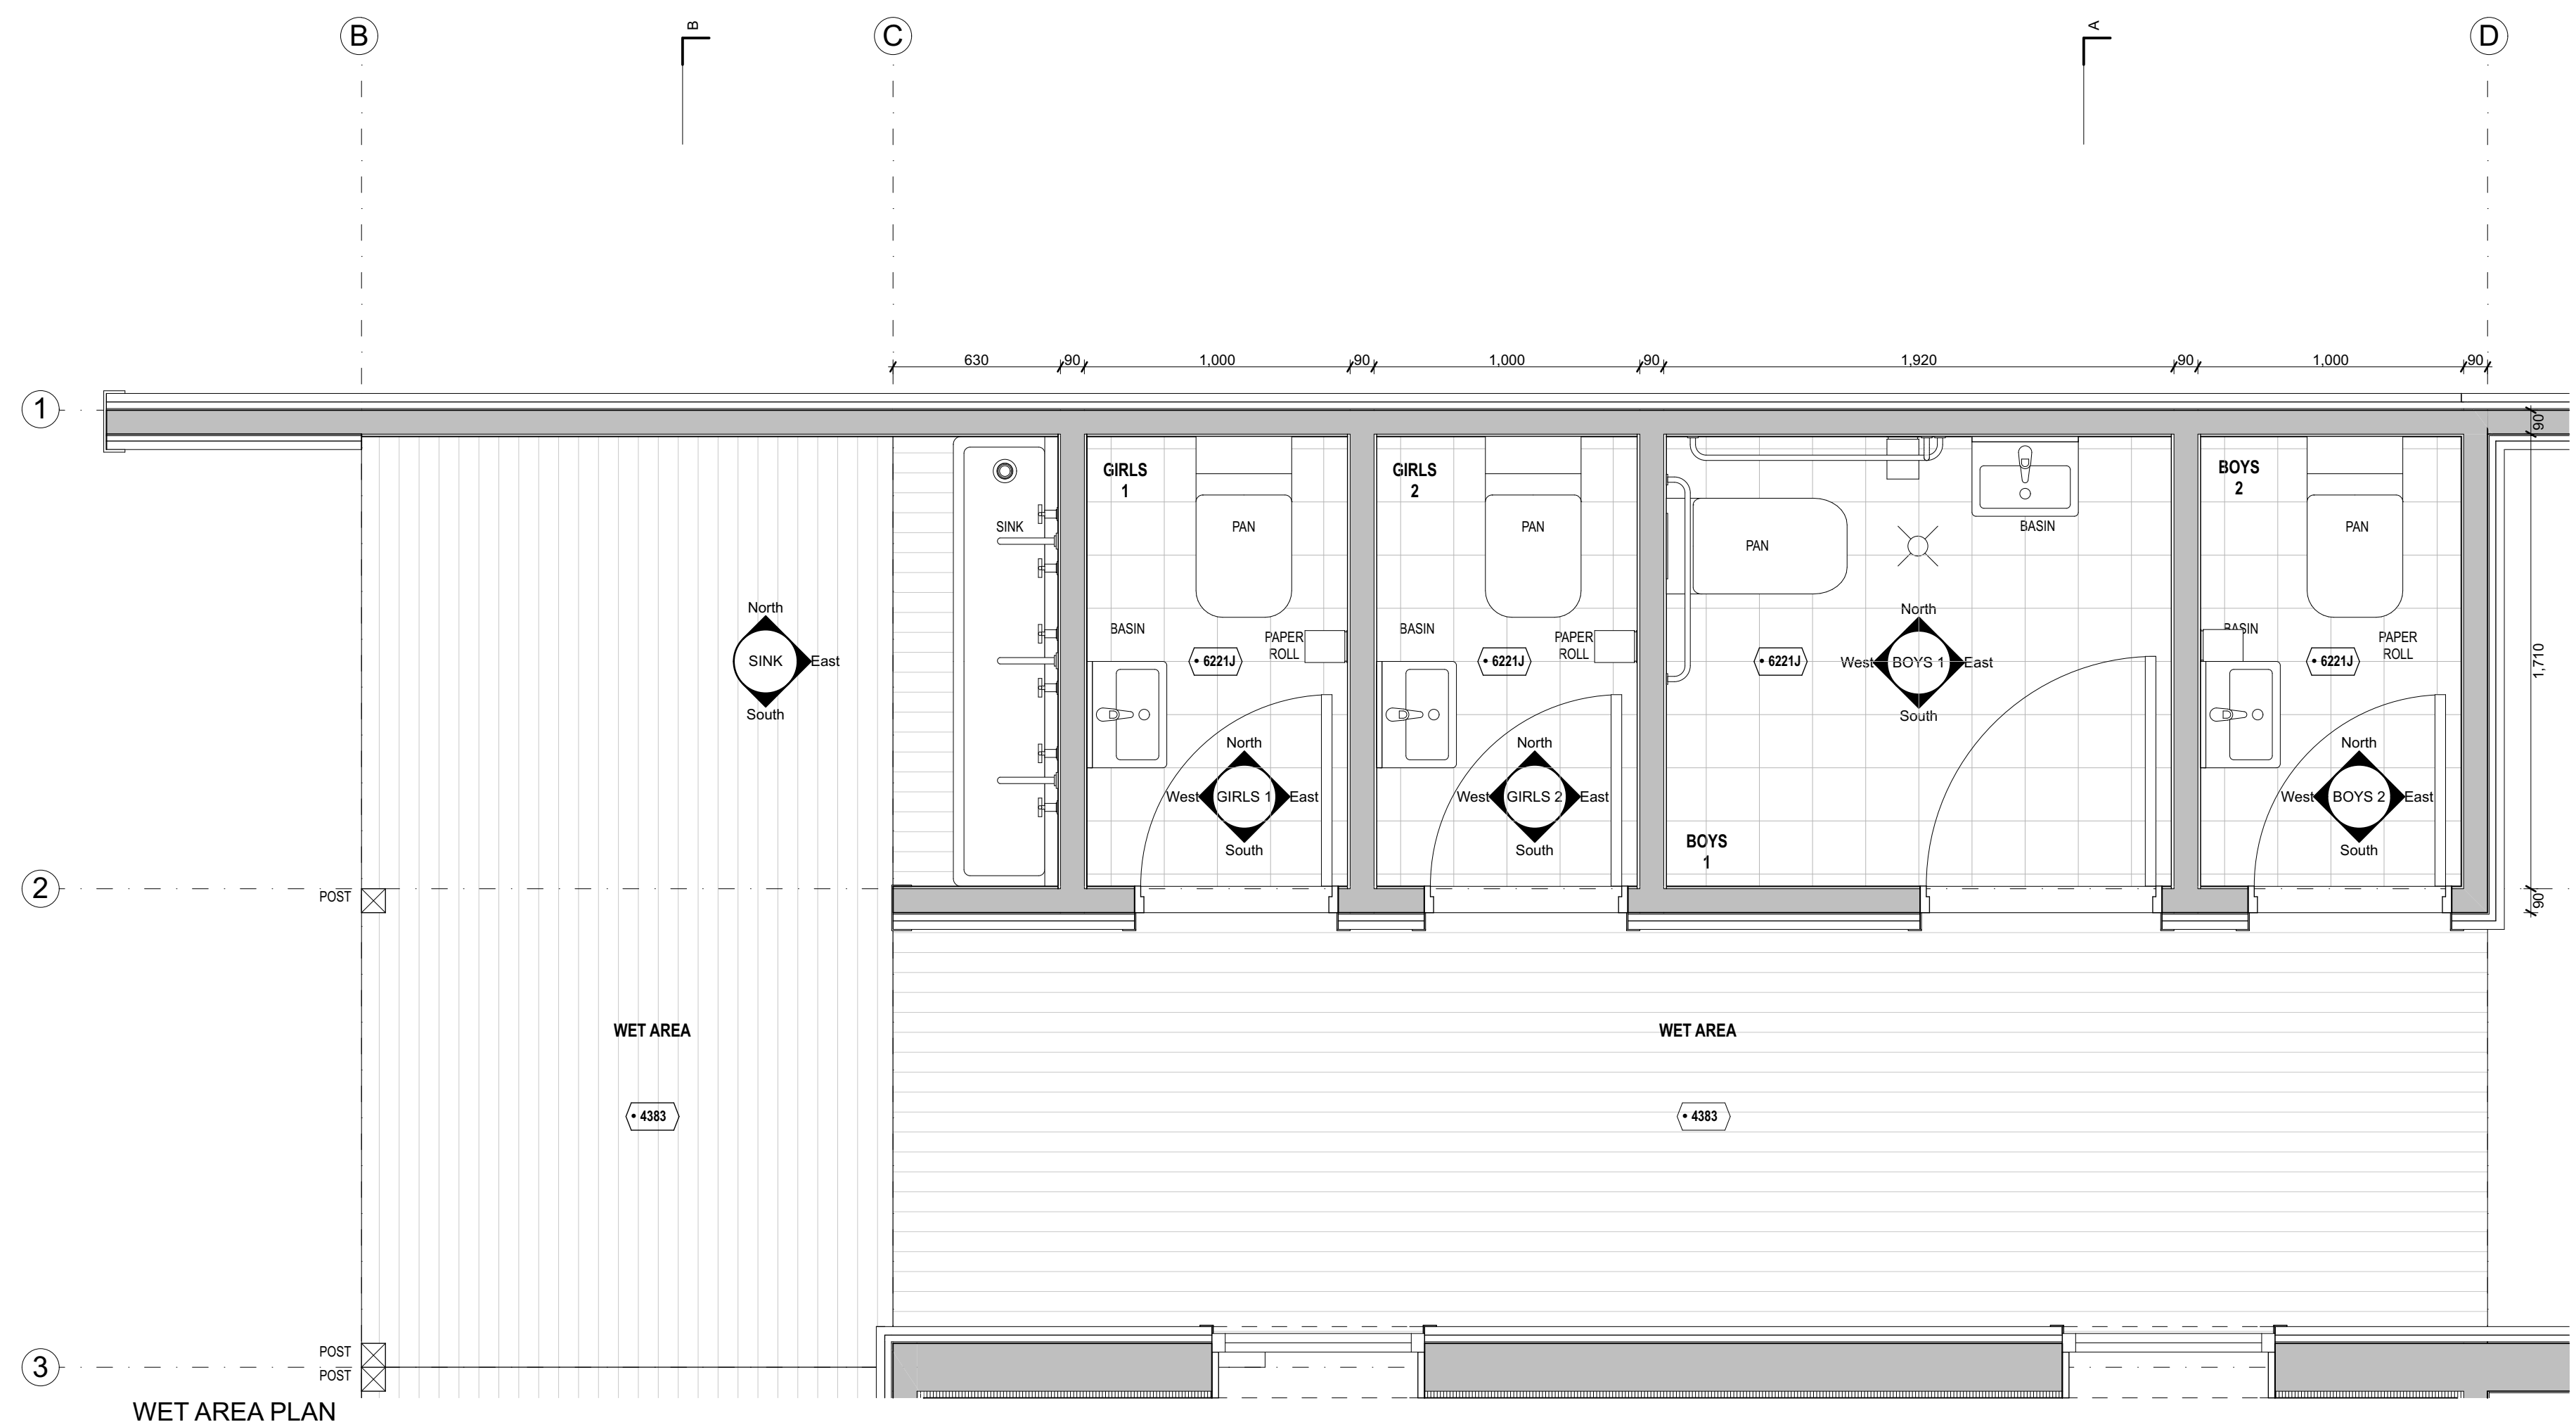 B
C
D
B
A
630
90
1,000
90
1,000
90
1,920
90
1,000
90
1
90
GIRLS
1
GIRLS
2
BOYS
2
SINK
PAN
PAN
PAN
BASIN
PAN
North
SINK
East
South
BASIN
PAPER
ROLL
6221J
BASIN
PAPER
ROLL
6221J
6221J
North
West
BOYS 1
East
South
BASIN
PAPER
ROLL
6221J
1,710
North
West
GIRLS 1
East
South
North
West
GIRLS 2
East
South
BOYS
1
North
West
BOYS 2
East
South
2
POST
90
WET AREA
WET AREA
4383
4383
POST
3
POST
WET AREA PLAN